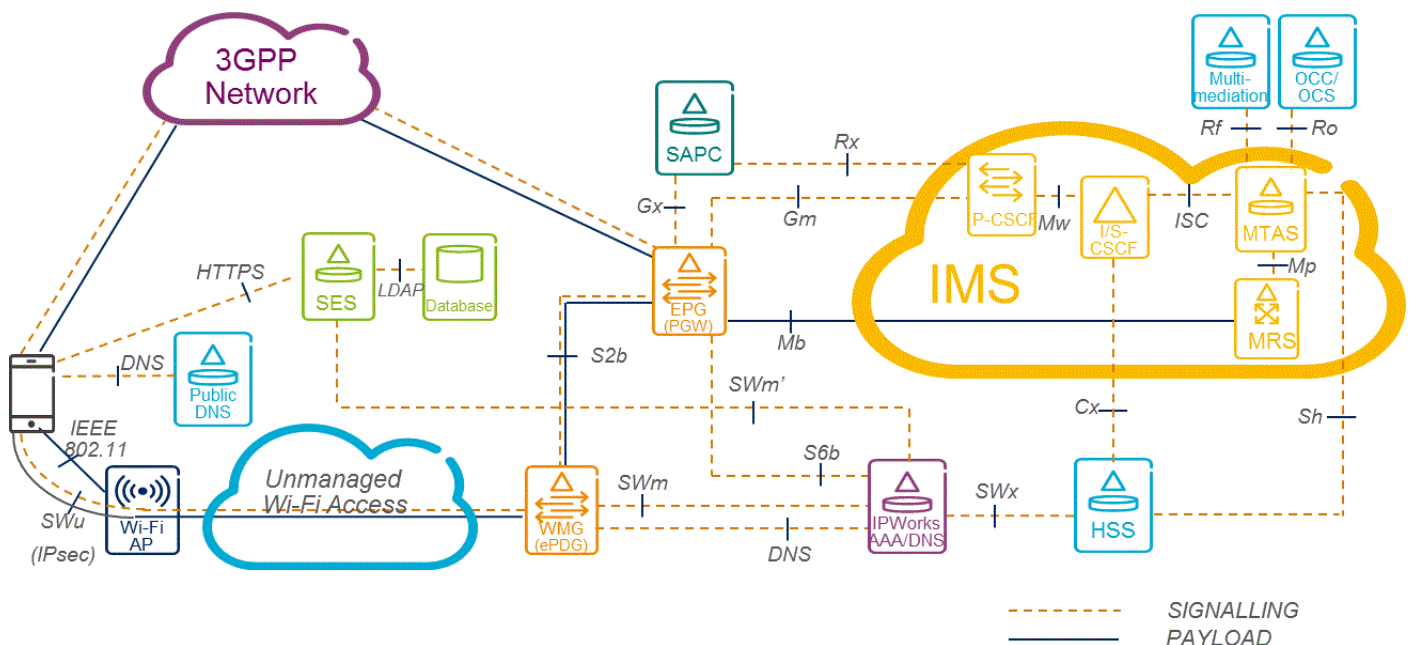 3GPP
Network
Multi-
mediation
OCC/
OCS
Rf
Ro
SAPC
Rx
Gx
Gm
P-CSCF
Mw
I/S-
CSCF
ISC
MTAS
Mp
HTTPS
SES
LDAP
Database
EPG
(PGW)
IMS
MRS
Mb
DNS
Public
DNS
S2b
SWm’
Cx
Sh
IEEE
802.11
Unmanaged
Wi-Fi Access
S6b
SWu
(IPsec)
Wi-Fi
AP
WMG
(ePDG)
SWm
DNS
IPWorks
AAA/DNS
SWx
HSS
SIGNALLING
PAYLOAD